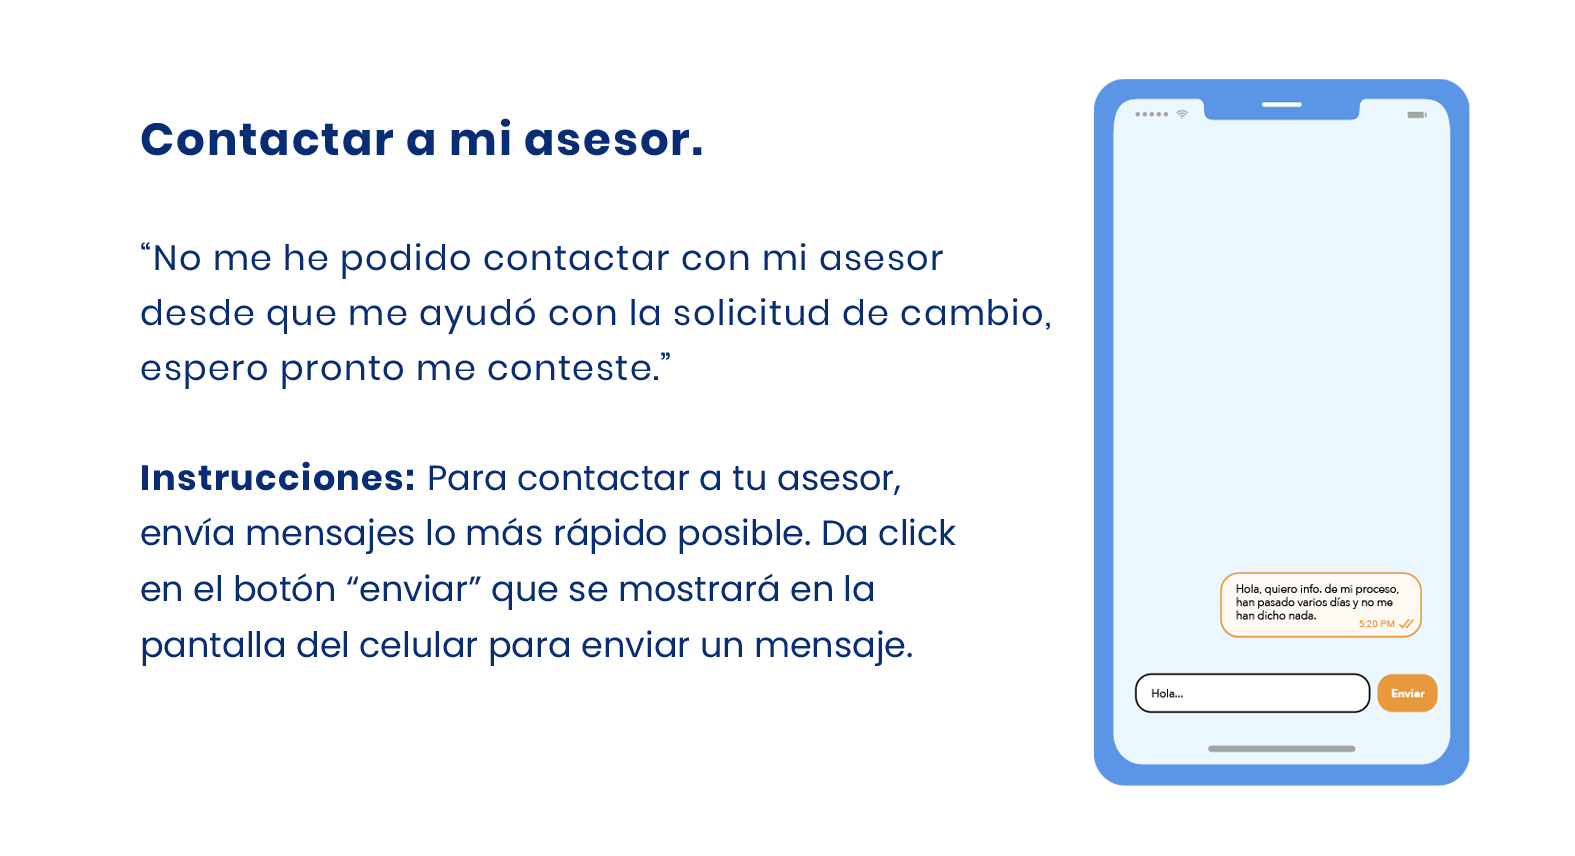 Contactar a mi asesor.
“No me he podido contactar con mi asesor
desde que me ayudó con la solicitud de cambio,
espero pronto me conteste.”
Instrucciones: Para contactar a tu asesor,
envía mensajes lo más rápido posible. Da click
en el botón “enviar” que se mostrará en la
pantalla del celular para enviar un mensaje.
Hola, quiero info. de mi proceso,
han pasado varios días y no me
han dicho nada.
5:20 PM
Hola...
Enviar